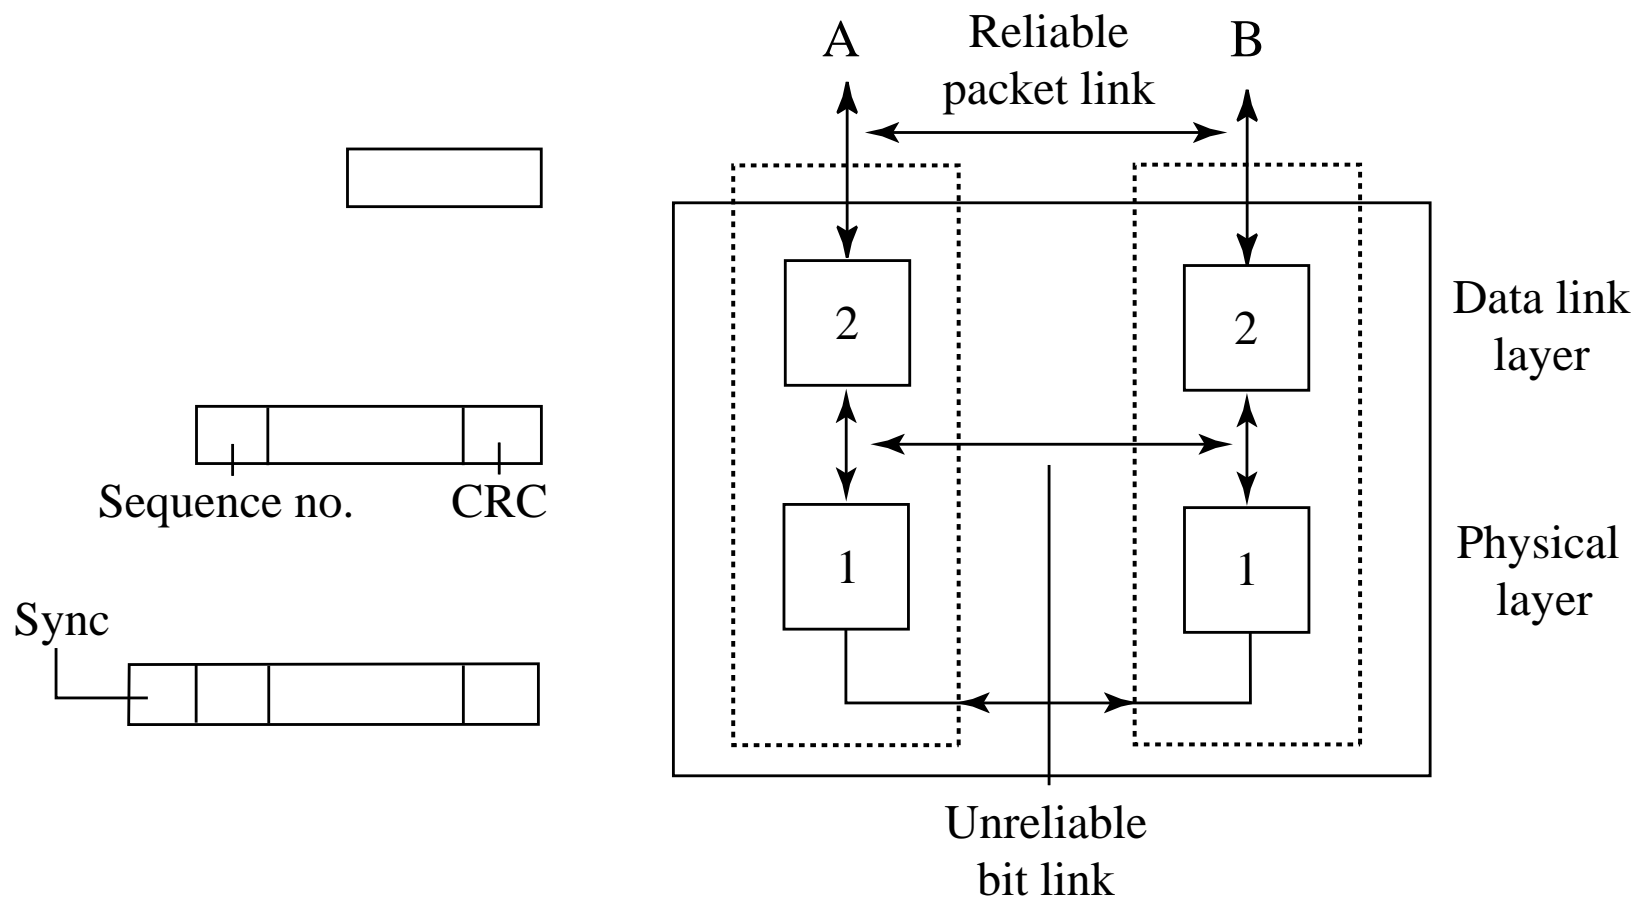 A
Reliable
packet link
B
2
2
Data link
layer
Sequence no.
CRC
1
1
Physical
layer
Sync
Unreliable
bit link